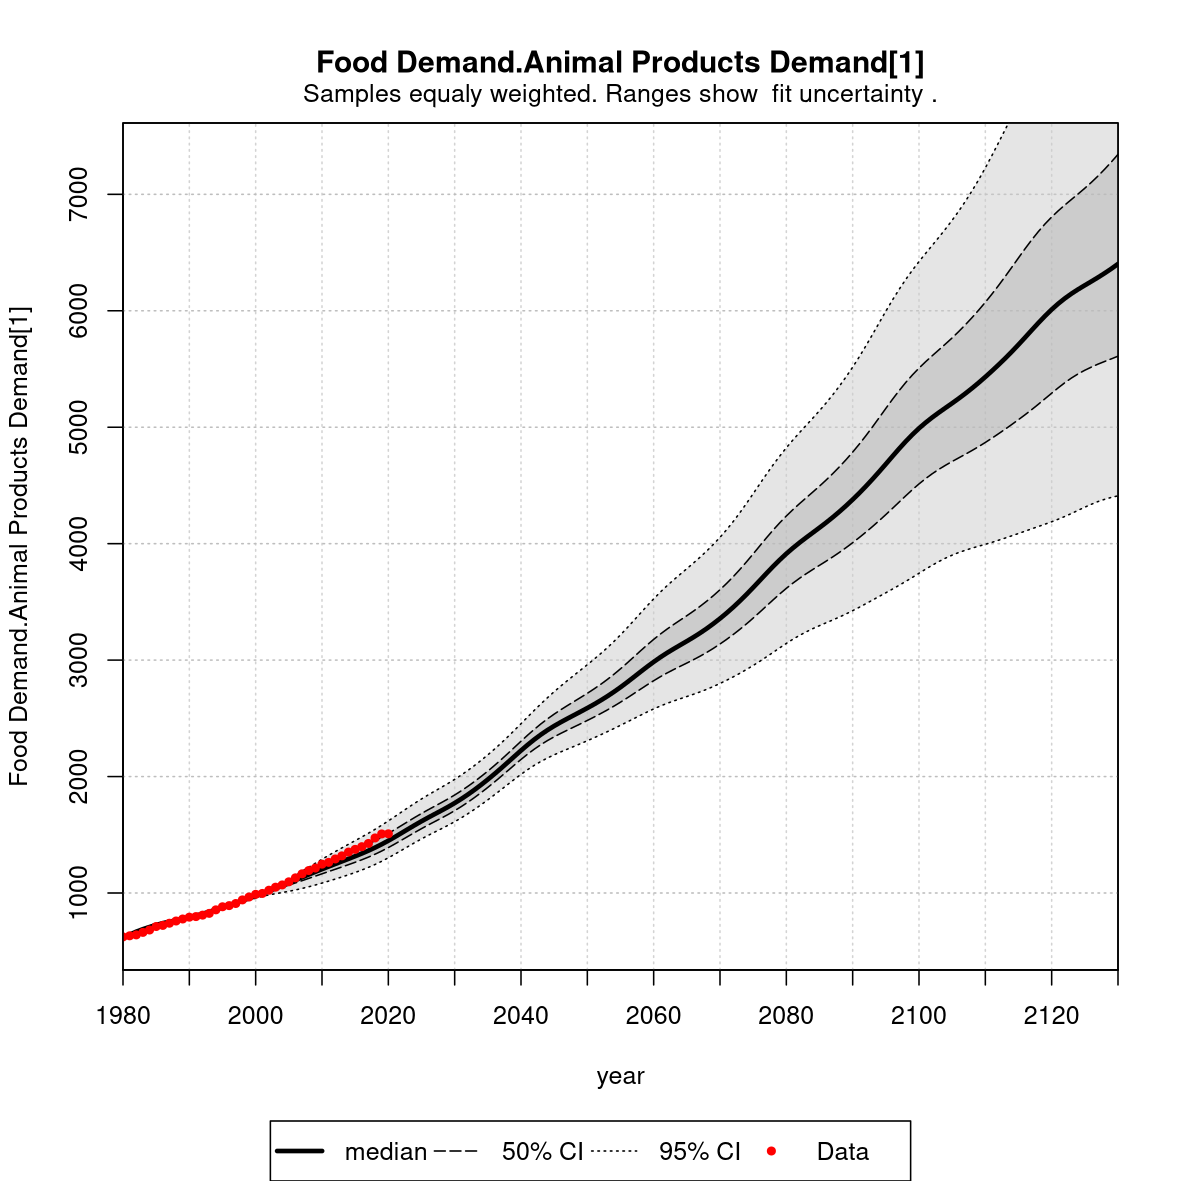 Food Demand.Animal Products Demand[1]
Samples equaly weighted. Ranges show  fit uncertainty .
Food Demand.Animal Products Demand[1]
7000
6000
5000
4000
3000
2000
1000
1980 2000 2020 2040 2060 2080 2100 2120
year
median 50% CI 95% CI Data